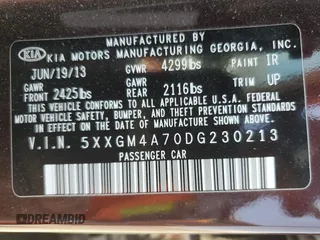 MANUFACTURED BY
KIA KIA MOTORS MANUFACTURING GEORGIA, INC.
JUN/19/13 GVWR 4299lbs PAINT IR
GAWR GAWR TRIM UP
FRONT 2425lbs REAR 2116lbs
THIS VEHICLE CONFORMS TO ALL APPLICABLE U.S.A. FEDERAL
MOTOR VEHICLE SAFETY, BUMPER, AND THEFT PREVENTION STANDARDS
IN EFFECT ON THE DATE OF MANUFACTURE SHOWN ABOVE.
V.I.N. 5XXGM4A70DG230213
PASSENGER CAR
DREAMBID